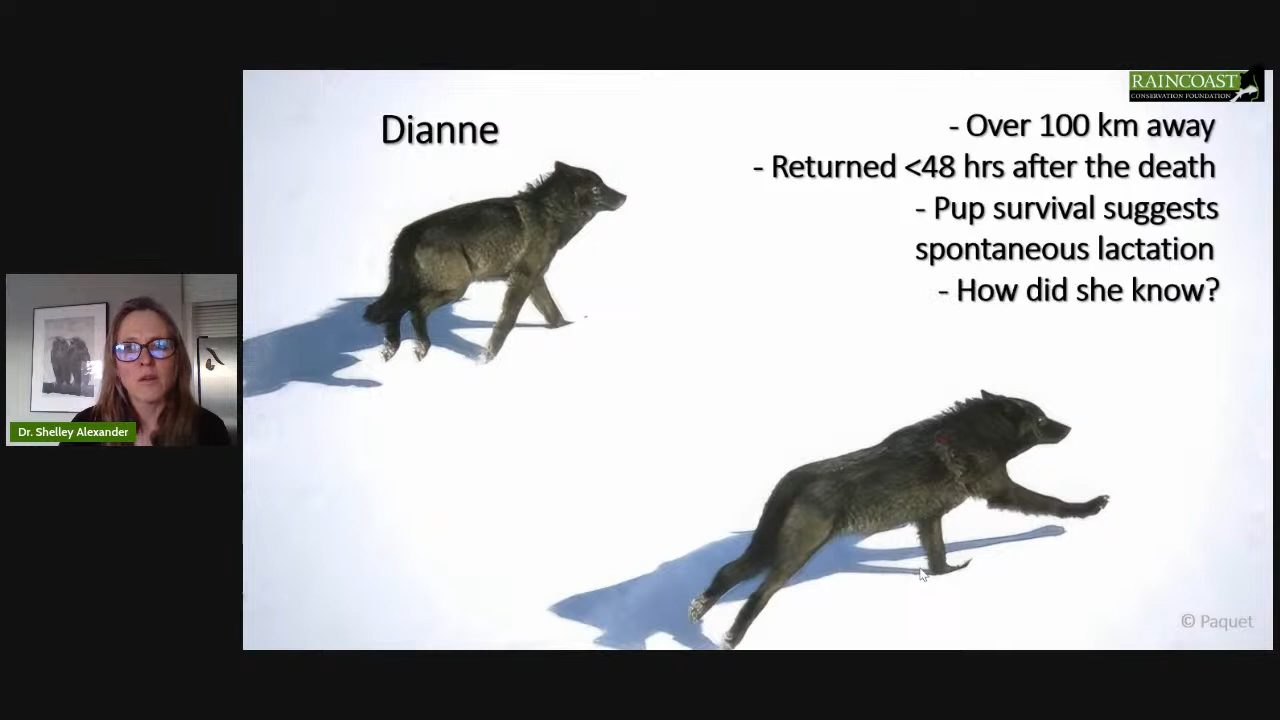 RAINCOAST
CONSERVATION FOUNDATION
Dianne
- Over 100 km away
- Returned <48 hrs after the death
- Pup survival suggests
spontaneous lactation
- How did she know?
Dr. Shelley Alexander
© Paquet